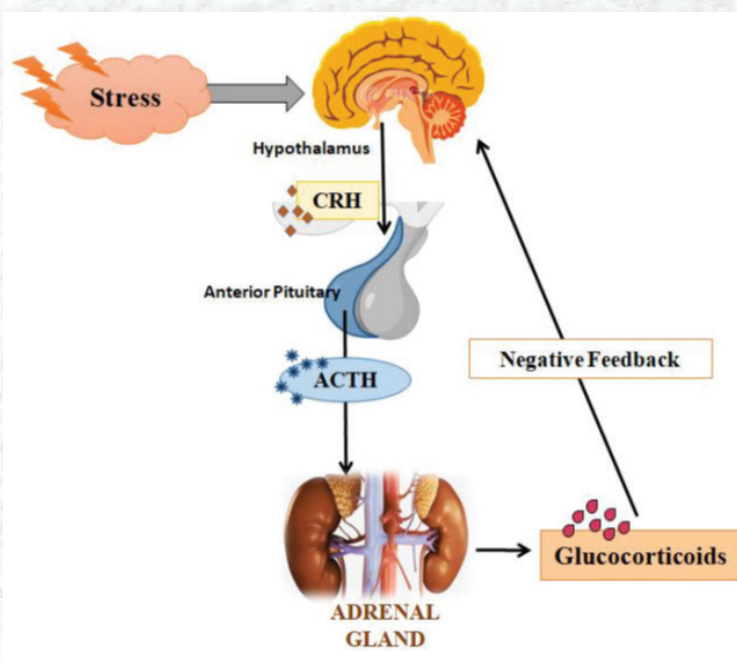 Stress
Hypothalamus
CRH
Anterior Pituitary
Negative Feedback
ACTH
Glucocorticoids
ADRENAL
GLAND